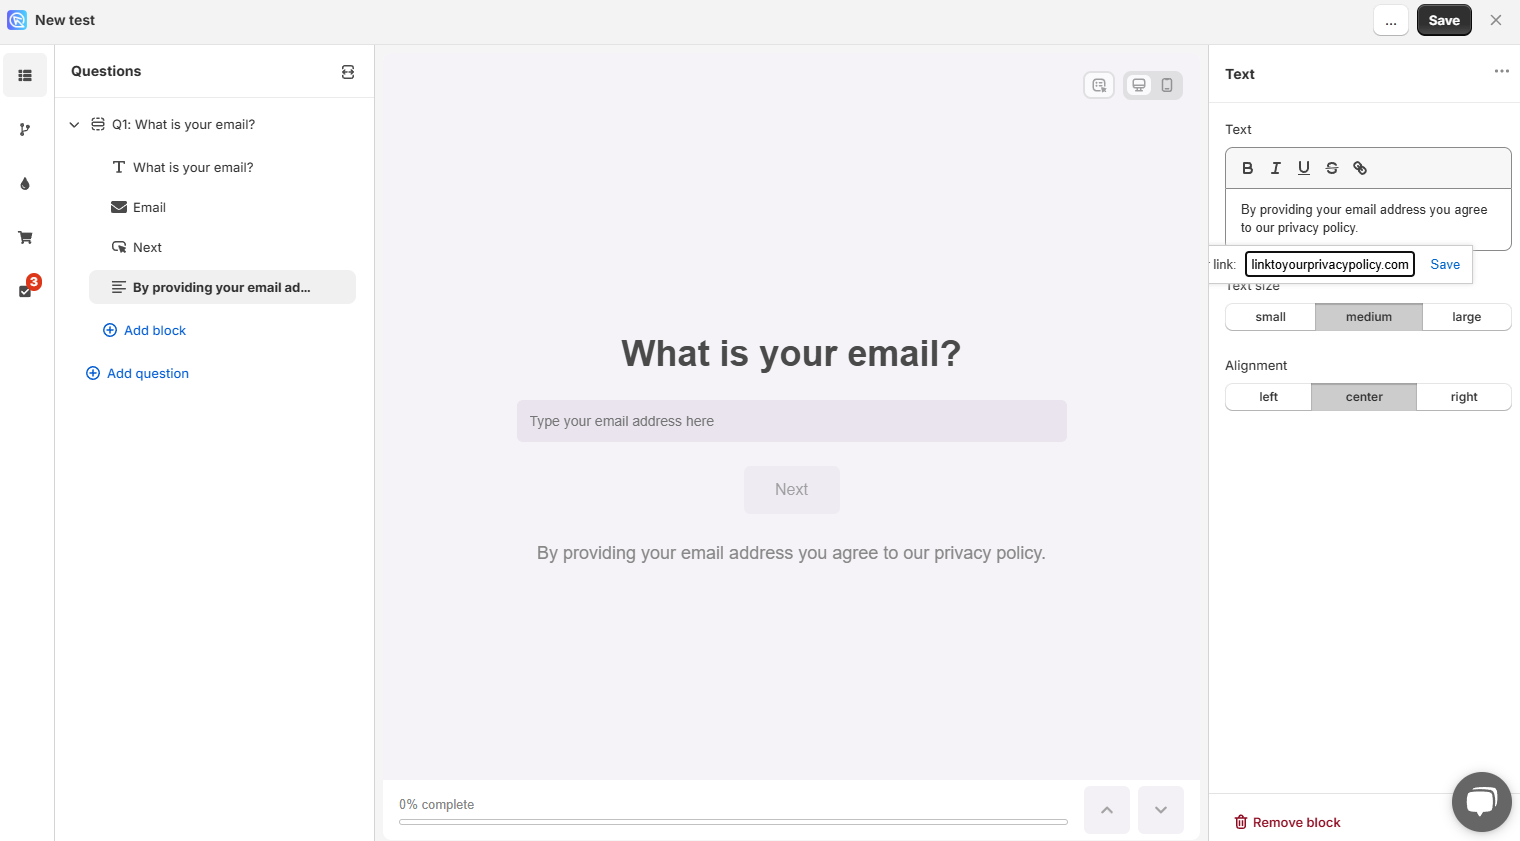 New test
...
Save
Questions
Q1: What is your email?
What is your email?
Email
Next
By providing your email ad...
Add block
Add question
3
What is your email?
Type your email address here
Next
By providing your email address you agree to our privacy policy.
0% complete
Text
Text
B I U S
By providing your email address you agree
to our privacy policy.
link: linktoyourprivacypolicy.com Save
Text size
small medium large
Alignment
left center right
Remove block